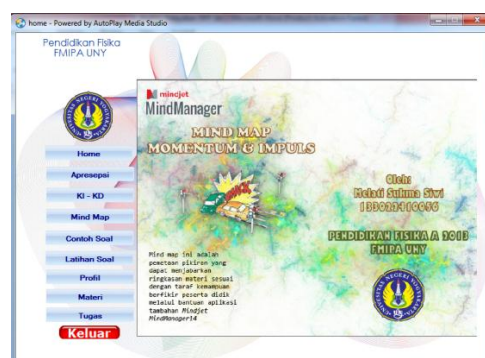 home - Powered by AutoPlay Media Studio
Pendidikan Fisika
FMIPA UNY
Home
Apresepsi
KI - KD
Mind Map
Contoh Soal
Latihan Soal
Profil
Materi
Tugas
Keluar
mindjet
MindManager
MIND MAP
MOMENTUM & IMPULS
Mind map ini adalah
pemetaan pikiran yang
dapat menjabarkan
ringkasan materi sesuai
dengan taraf kemampuan
berfikir peserta didik
melalui bantuan aplikasi
tambahan Mindjet
MindManager14
Oleh:
Melati Sukma Siwi
PENDIDIKAN FISIKA A 2013
FMIPA UNY